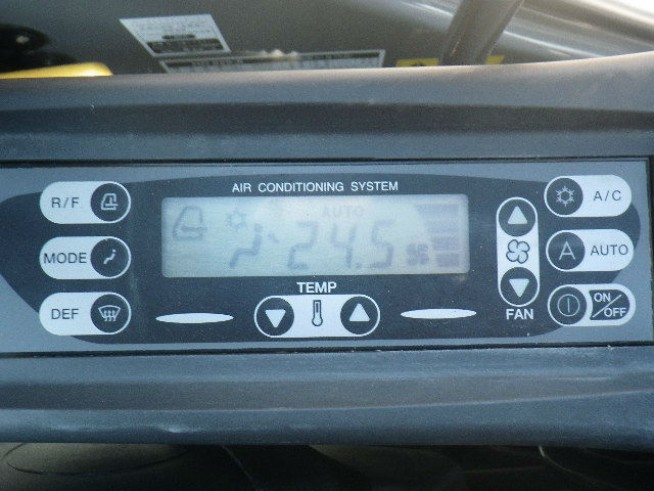 AIR CONDITIONING SYSTEM
R/F
A/C
AUTO
24.5
MODE
A AUTO
TEMP
DEF
FAN
ON/OFF